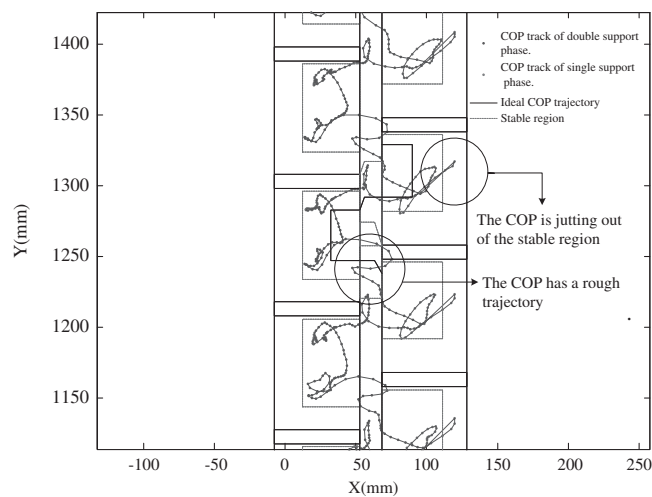 1400
1350
1300
1250
1200
1150
Y(mm)
-100
-50
0
50
100
150
200
250
X(mm)
COP track of double support
phase.
COP track of single support
phase.
Ideal COP trajectory
Stable region
The COP is jutting out
of the stable region
The COP has a rough
trajectory